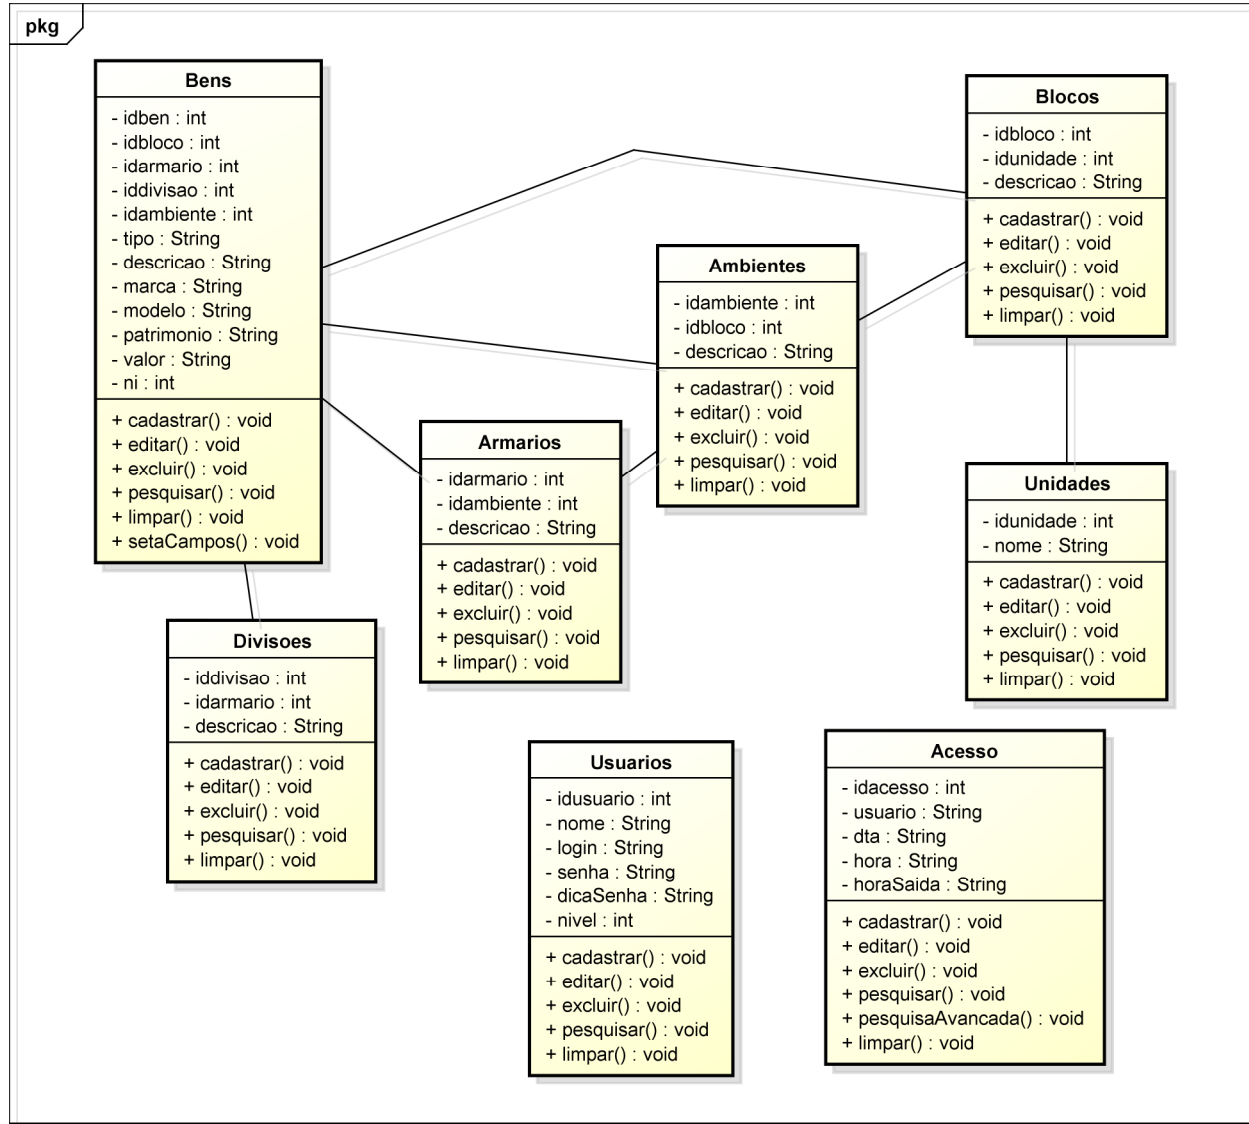 pkg
Bens
- idben : int
- idbloco : int
- idarmario : int
- iddivisao : int
- idambiente : int
- tipo : String
- descricao : String
- marca : String
- modelo : String
- patrimonio : String
- valor : String
- ni : int
+ cadastrar() : void
+ editar() : void
+ excluir() : void
+ pesquisar() : void
+ limpar() : void
+ setaCampos() : void
Blocos
- idbloco : int
- idunidade : int
- descricao : String
+ cadastrar() : void
+ editar() : void
+ excluir() : void
+ pesquisar() : void
+ limpar() : void
Ambientes
- idambiente : int
- idbloco : int
- descricao : String
+ cadastrar() : void
+ editar() : void
+ excluir() : void
+ pesquisar() : void
+ limpar() : void
Armarios
- idarmario : int
- idambiente : int
- descricao : String
+ cadastrar() : void
+ editar() : void
+ excluir() : void
+ pesquisar() : void
+ limpar() : void
Unidades
- idunidade : int
- nome : String
+ cadastrar() : void
+ editar() : void
+ excluir() : void
+ pesquisar() : void
+ limpar() : void
Divisoes
- iddivisao : int
- idarmario : int
- descricao : String
+ cadastrar() : void
+ editar() : void
+ excluir() : void
+ pesquisar() : void
+ limpar() : void
Usuarios
- idusuario : int
- nome : String
- login : String
- senha : String
- dicaSenha : String
- nivel : int
+ cadastrar() : void
+ editar() : void
+ excluir() : void
+ pesquisar() : void
+ limpar() : void
Acesso
- idacesso : int
- usuario : String
- dta : String
- hora : String
- horaSaida : String
+ cadastrar() : void
+ editar() : void
+ excluir() : void
+ pesquisar() : void
+ pesquisaAvancada() : void
+ limpar() : void